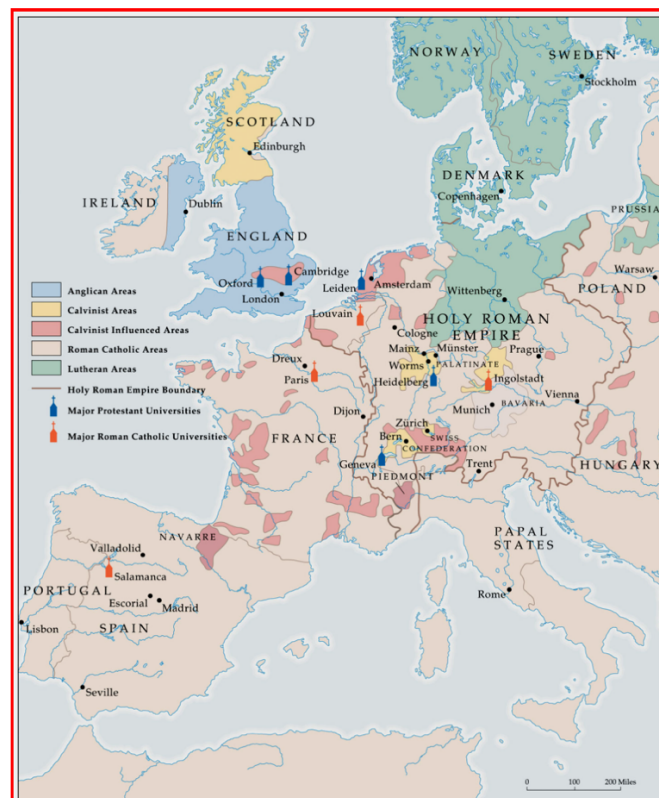 NORWAY
SWEDEN
Stockholm
SCOTLAND
Edinburgh
DENMARK
Copenhagen
IRELAND
Dublin
PRUSSIA
ENGLAND
Cambridge
Oxford
London
Leiden
Amsterdam
Warsaw
POLAND
Wittenberg
Louvain
HOLY ROMAN
EMPIRE
Cologne
Anglican Areas
Calvinist Areas
Calvinist Influenced Areas
Roman Catholic Areas
Lutheran Areas
Holy Roman Empire Boundary
Major Protestant Universities
Major Roman Catholic Universities
Dreux
Paris
Mainz
Münster
Worms
PALATINATE
Prague
Heidelberg
Ingolstadt
Munich
BAVARIA
Vienna
Dijon
FRANCE
Zürich
Bern
SWISS
CONFEDERATION
Geneva
Trent
HUNGARY
PIEDMONT
NAVARRE
PAPAL
STATES
Valladolid
Salamanca
PORTUGAL
Escorial
Madrid
Rome
Lisbon
SPAIN
Seville
0 100 200 Miles